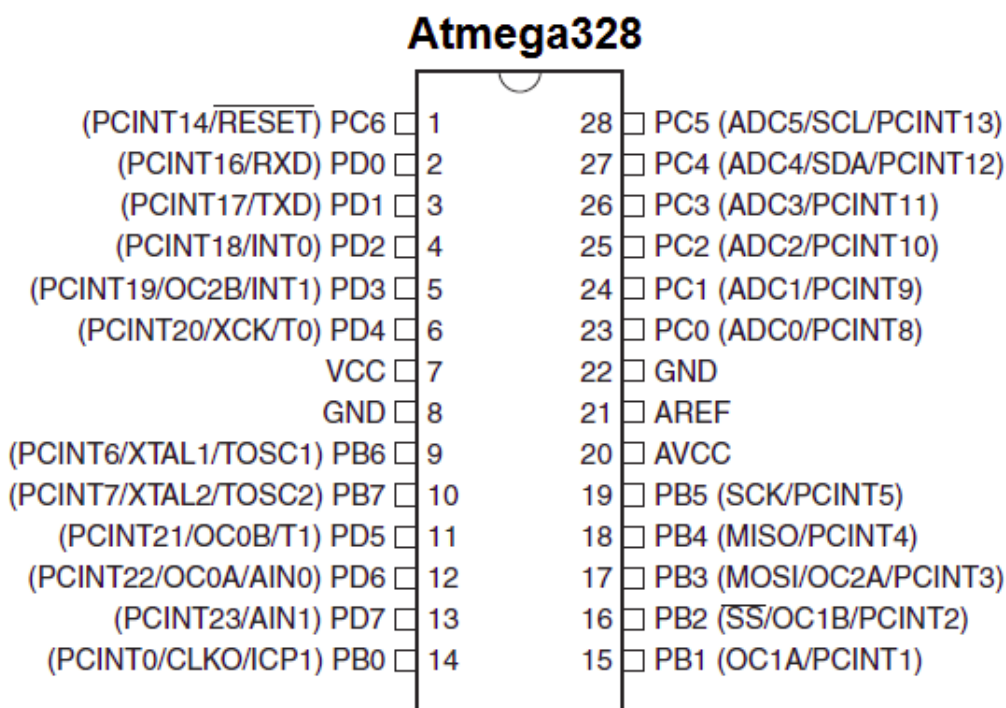 Atmega328
(PCINT14/RESET) PC6 1 28 PC5 (ADC5/SCL/PCINT13)
(PCINT16/RXD) PD0 2 27 PC4 (ADC4/SDA/PCINT12)
(PCINT17/TXD) PD1 3 26 PC3 (ADC3/PCINT11)
(PCINT18/INT0) PD2 4 25 PC2 (ADC2/PCINT10)
(PCINT19/OC2B/INT1) PD3 5 24 PC1 (ADC1/PCINT9)
(PCINT20/XCK/T0) PD4 6 23 PC0 (ADC0/PCINT8)
VCC 7 22 GND
GND 8 21 AREF
(PCINT6/XTAL1/TOSC1) PB6 9 20 AVCC
(PCINT7/XTAL2/TOSC2) PB7 10 19 PB5 (SCK/PCINT5)
(PCINT21/OC0B/T1) PD5 11 18 PB4 (MISO/PCINT4)
(PCINT22/OC0A/AIN0) PD6 12 17 PB3 (MOSI/OC2A/PCINT3)
(PCINT23/AIN1) PD7 13 16 PB2 (SS/OC1B/PCINT2)
(PCINT0/CLKO/ICP1) PB0 14 15 PB1 (OC1A/PCINT1)